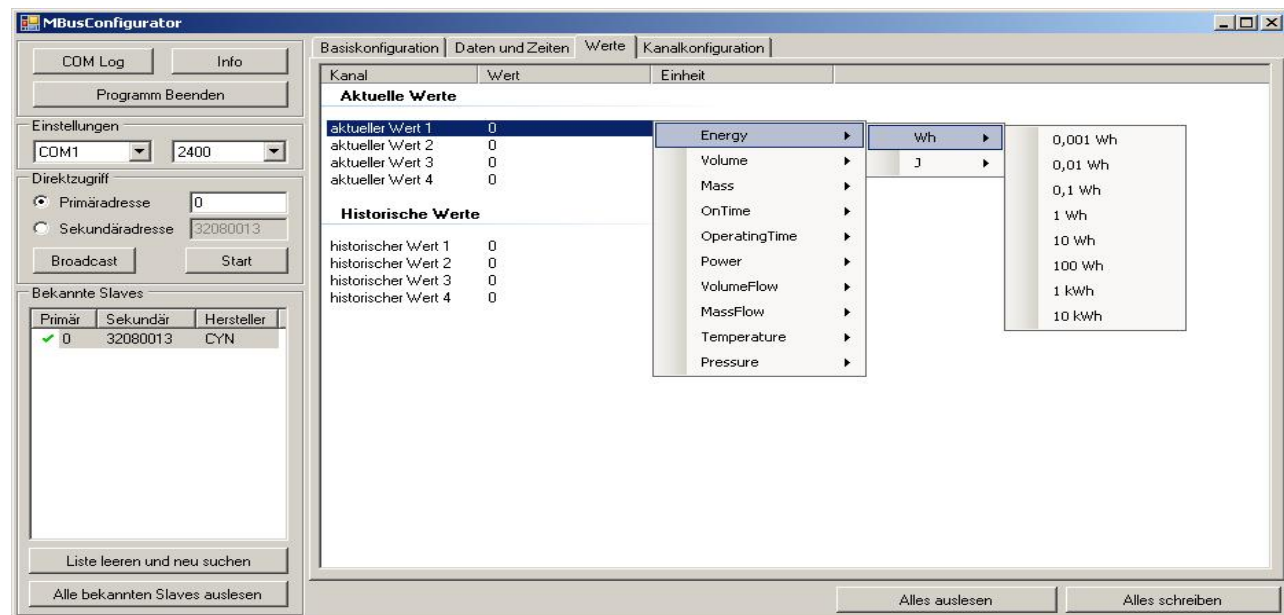 MBusConfigurator
COM Log
Info
Programm Beenden
Einstellungen
COM1
2400
Direktzugriff
Primäradresse
0
Sekundäradresse
32080013
Broadcast
Start
Bekannte Slaves
Primär Sekundär Hersteller
0 32080013 CYN
Liste leeren und neu suchen
Alle bekannten Slaves auslesen
Basiskonfiguration Daten und Zeiten Werte Kanalkonfiguration
Kanal Wert Einheit
Aktuelle Werte
aktueller Wert 1 0
aktueller Wert 2 0
aktueller Wert 3 0
aktueller Wert 4 0
Historische Werte
historischer Wert 1 0
historischer Wert 2 0
historischer Wert 3 0
historischer Wert 4 0
Energy
Volume
Mass
OnTime
OperatingTime
Power
VolumeFlow
MassFlow
Temperature
Pressure
Wh
J
0,001 Wh
0,01 Wh
0,1 Wh
1 Wh
10 Wh
100 Wh
1 kWh
10 kWh
Alles auslesen
Alles schreiben